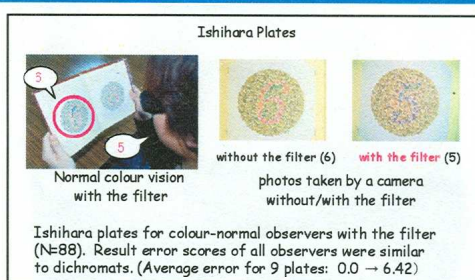 Ishihara Plates
6
5
without the filter (6)
with the filter (5)
Normal colour vision
with the filter
photos taken by a camera
without/with the filter
Ishihara plates for colour-normal observers with the filter
(N=88). Result error scores of all observers were similar
to dichromats. (Average error for 9 plates: 0.0 → 6.42)